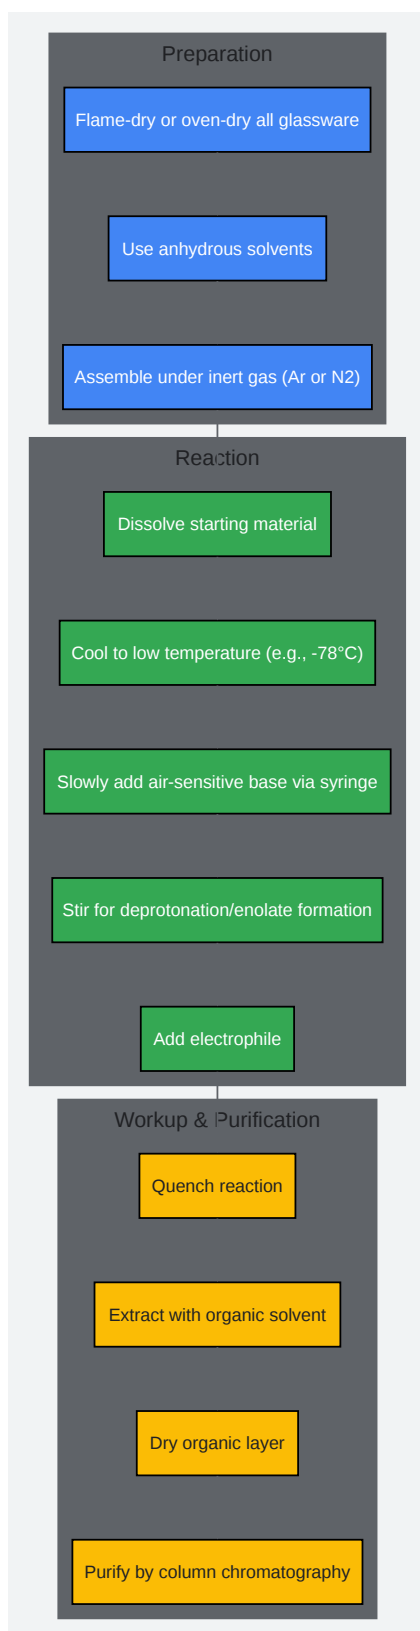 Preparation
Flame-dry or oven-dry all glassware
Use anhydrous solvents
Assemble under inert gas (Ar or N2)
Reaction
Dissolve starting material
Cool to low temperature (e.g., -78°C)
Slowly add air-sensitive base via syringe
Stir for deprotonation/enolate formation
Add electrophile
Workup & Purification
Quench reaction
Extract with organic solvent
Dry organic layer
Purify by column chromatography